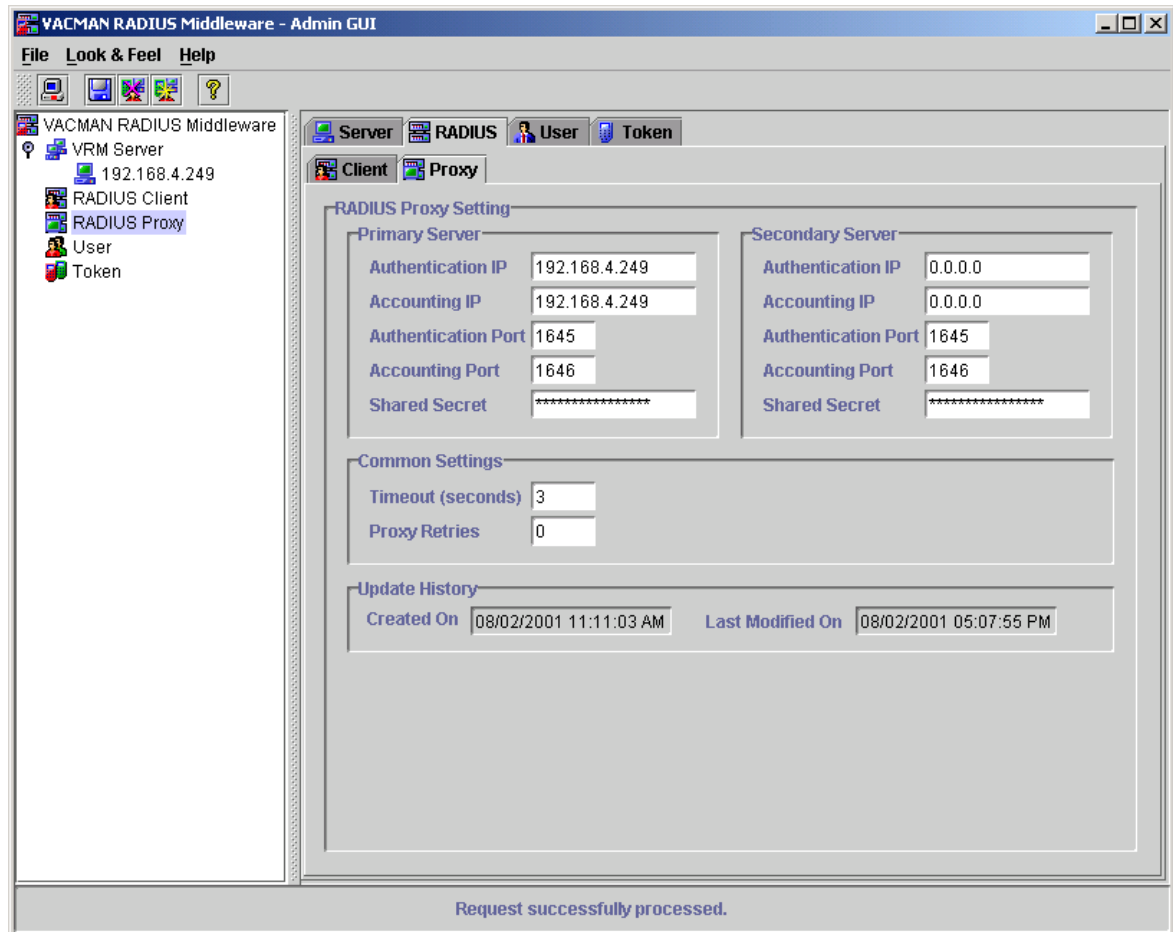 VACMAN RADIUS Middleware - Admin GUI
File Look & Feel Help
VACMAN RADIUS Middleware
VRM Server
192.168.4.249
RADIUS Client
RADIUS Proxy
User
Token
Server RADIUS User Token
Client Proxy
RADIUS Proxy Setting
Primary Server
Authentication IP 192.168.4.249
Accounting IP 192.168.4.249
Authentication Port 1645
Accounting Port 1646
Shared Secret ****************
Secondary Server
Authentication IP 0.0.0.0
Accounting IP 0.0.0.0
Authentication Port 1645
Accounting Port 1646
Shared Secret ****************
Common Settings
Timeout (seconds) 3
Proxy Retries 0
Update History
Created On 08/02/2001 11:11:03 AM Last Modified On 08/02/2001 05:07:55 PM
Request successfully processed.